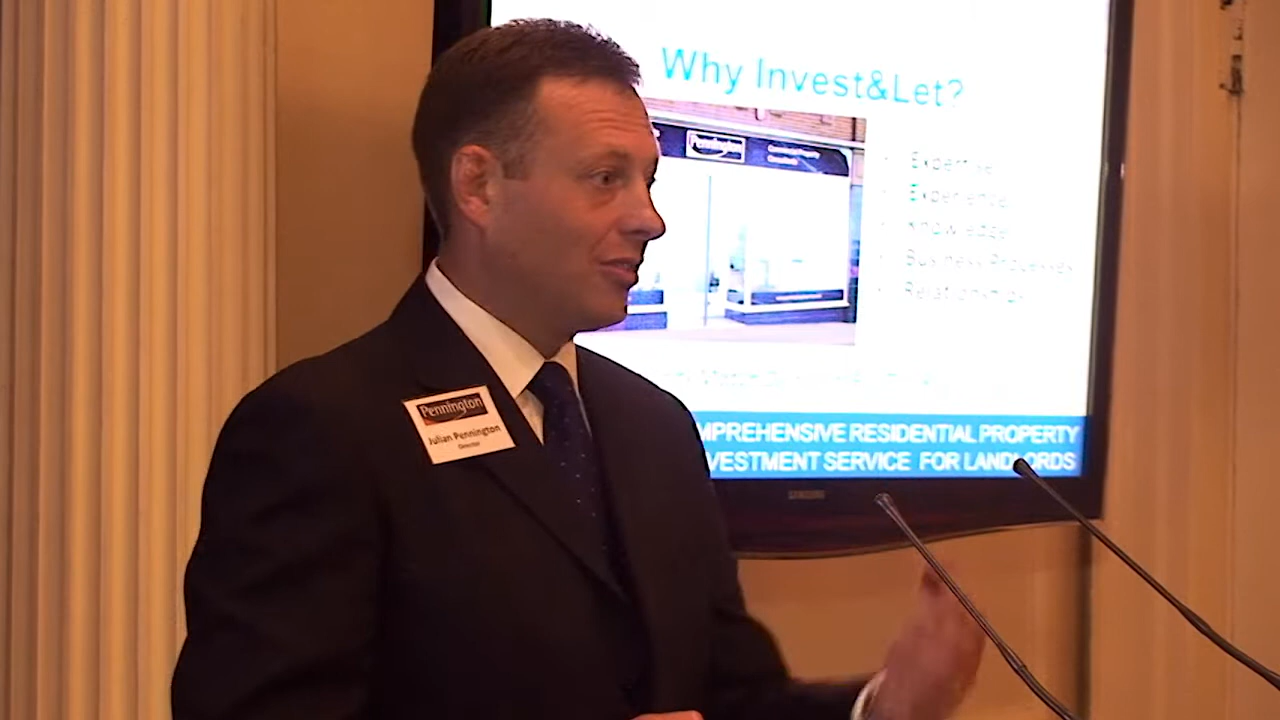 Why Invest&Let?
Pennington
Expertise
Experience
Knowledge
Business Processes
Relationships
Pennington
Julian Pennington
Director
MPREHENSIVE RESIDENTIAL PROPERTY
VESTMENT SERVICE FOR LANDLORDS
SAMSUNG